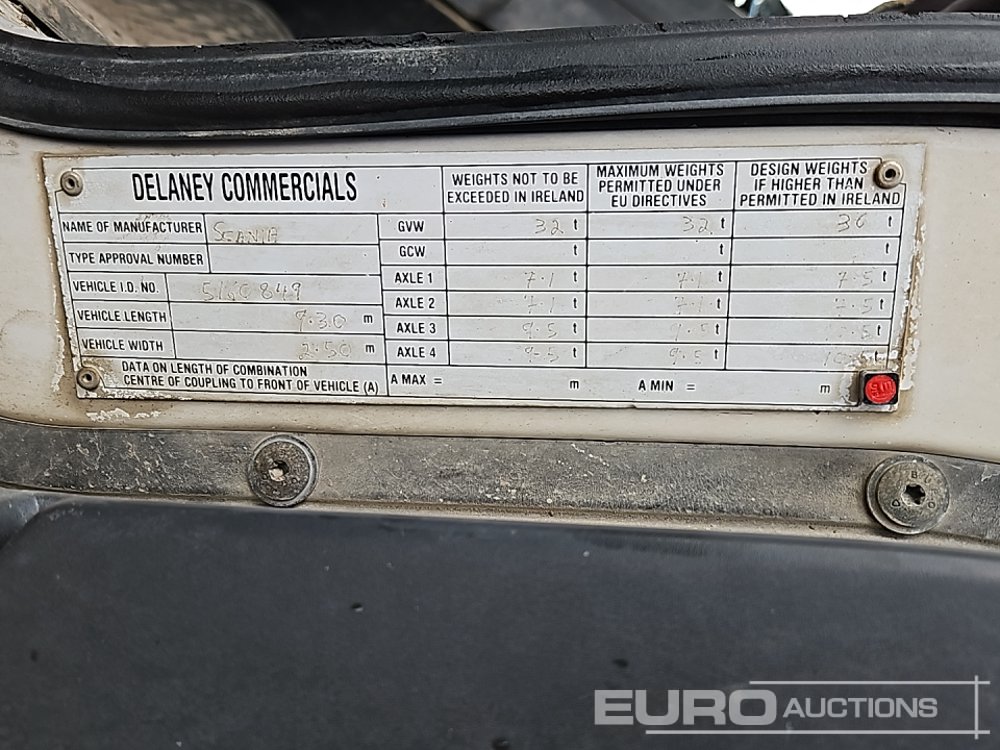 DELANEY COMMERCIALS
WEIGHTS NOT TO BE EXCEEDED IN IRELAND
MAXIMUM WEIGHTS PERMITTED UNDER EU DIRECTIVES
DESIGN WEIGHTS IF HIGHER THAN PERMITTED IN IRELAND
NAME OF MANUFACTURER SCANIA
GVW 32 t 32 t 36 t
TYPE APPROVAL NUMBER
GCW t t t
VEHICLE I.D. NO. 5160849
AXLE 1 7.1 t 7.1 t 7.5 t
AXLE 2 7.1 t 7.1 t 7.5 t
VEHICLE LENGTH 9.30 m
AXLE 3 9.5 t 9.5 t t
VEHICLE WIDTH 2.50 m
AXLE 4 9.5 t 9.5 t t
DATA ON LENGTH OF COMBINATION
CENTRE OF COUPLING TO FRONT OF VEHICLE (A)
A MAX = m A MIN = m
EURO AUCTIONS